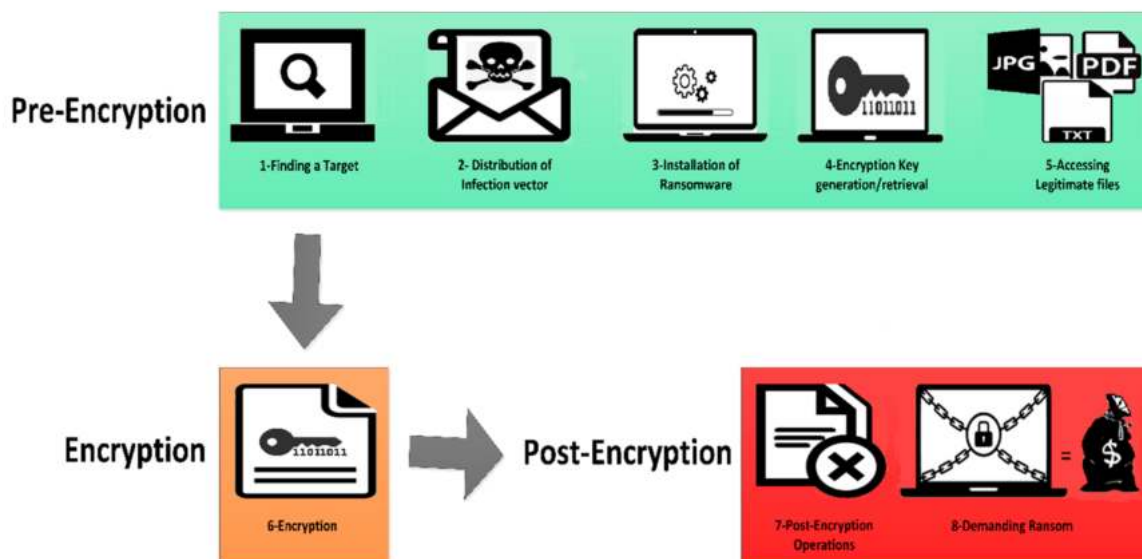 Pre-Encryption
1-Finding a Target
2- Distribution of
Infection vector
3-Installation of
Ransomware
11011011
4-Encryption Key
generation/retrieval
JPG
PDF
TXT
5-Accessing
Legitimate files
Encryption
11011011
6-Encryption
Post-Encryption
7-Post-Encryption
Operations
=
$
8-Demanding Ransom